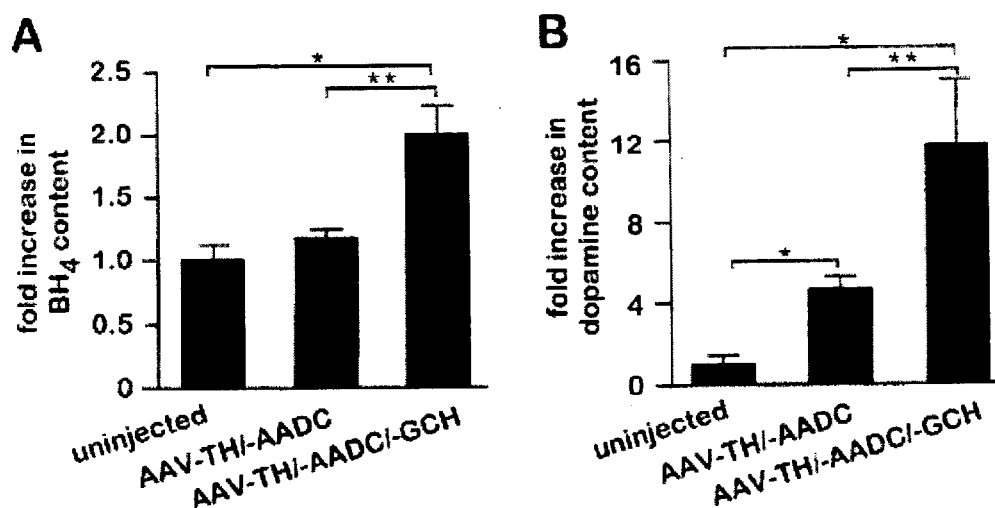 A
fold increase in
BH4 content
2.5
2.0
1.5
1.0
0.5
0
*
**
uninjected
AAV-TH/-AADC
AAV-TH/-AADC/-GCH
B
fold increase in
dopamine content
16
12
8
4
0
*
**
*
uninjected
AAV-TH/-AADC
AAV-TH/-AADC/-GCH